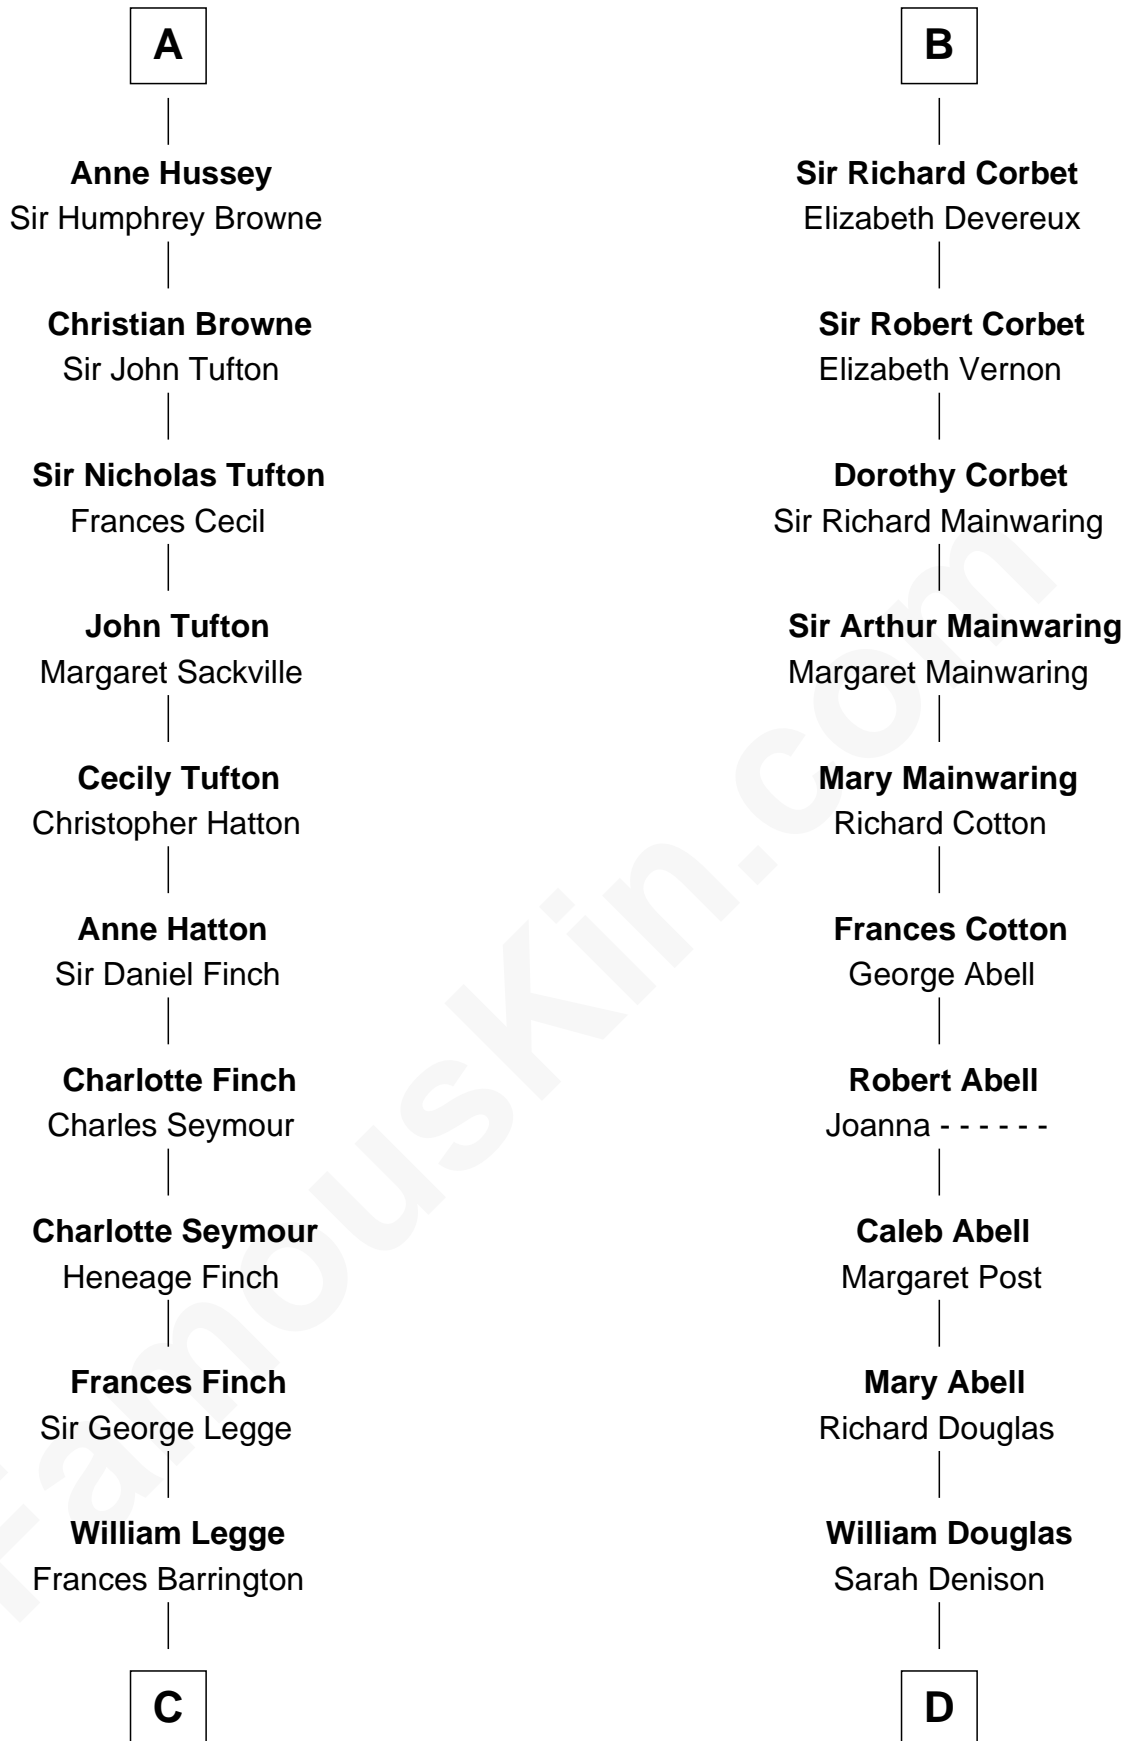 A
Anne Hussey
Sir Humphrey Browne
Christian Browne
Sir John Tufton
Sir Nicholas Tufton
Frances Cecil
John Tufton
Margaret Sackville
Cecily Tufton
Christopher Hatton
Anne Hatton
Sir Daniel Finch
Charlotte Finch
Charles Seymour
Charlotte Seymour
Heneage Finch
Frances Finch
Sir George Legge
William Legge
Frances Barrington
C
B
Sir Richard Corbet
Elizabeth Devereux
Sir Robert Corbet
Elizabeth Vernon
Dorothy Corbet
Sir Richard Mainwaring
Sir Arthur Mainwaring
Margaret Mainwaring
Mary Mainwaring
Richard Cotton
Frances Cotton
George Abell
Robert Abell
Joanna - - - - - -
Caleb Abell
Margaret Post
Mary Abell
Richard Douglas
William Douglas
Sarah Denison
D
FamousKin.com